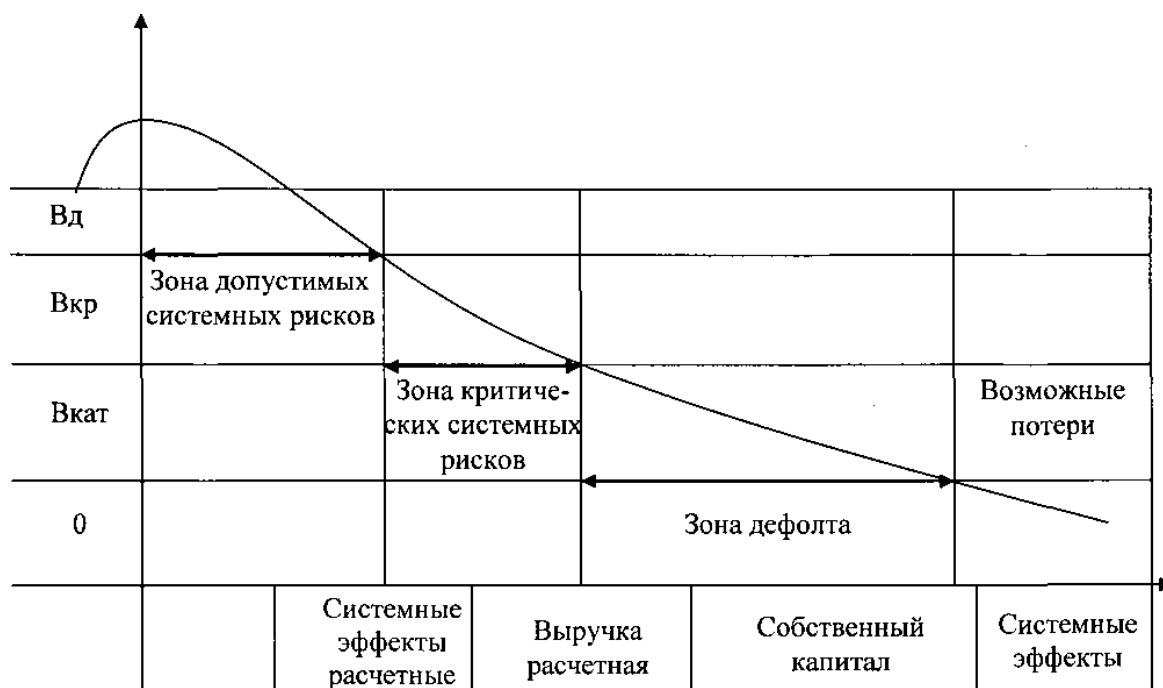 Вд
Зона допустимых
системных рисков
Вкр
Зона критиче-
ских системных
рисков
Вкат
Возможные
потери
0
Зона дефолта
Системные
эффекты
расчетные
Выручка
расчетная
Собственный
капитал
Системные
эффекты